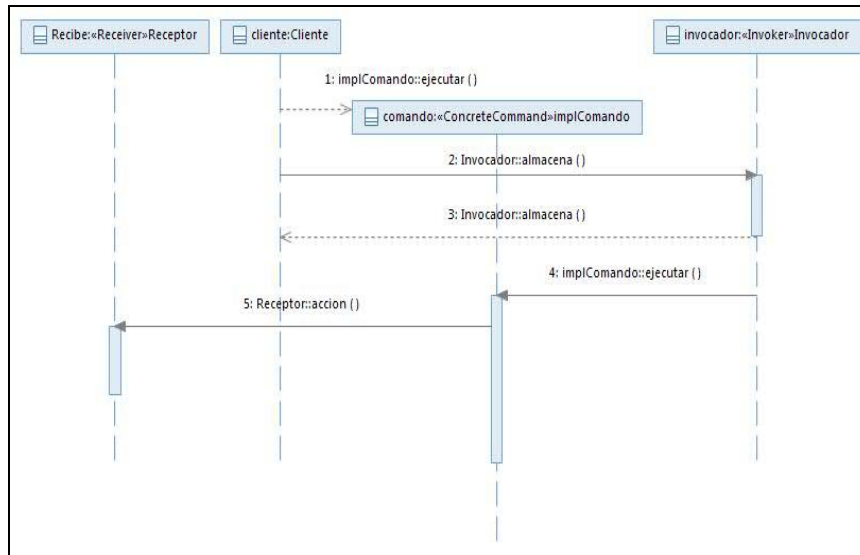 Recibe:«Receiver»Receptor
cliente:Cliente
invocador:«Invoker»Invocador
1: implComando::ejecutar ( )
comando:«ConcreteCommand»implComando
2: Invocador::almacena ( )
3: Invocador::almacena ( )
4: implComando::ejecutar ( )
5: Receptor::accion ( )